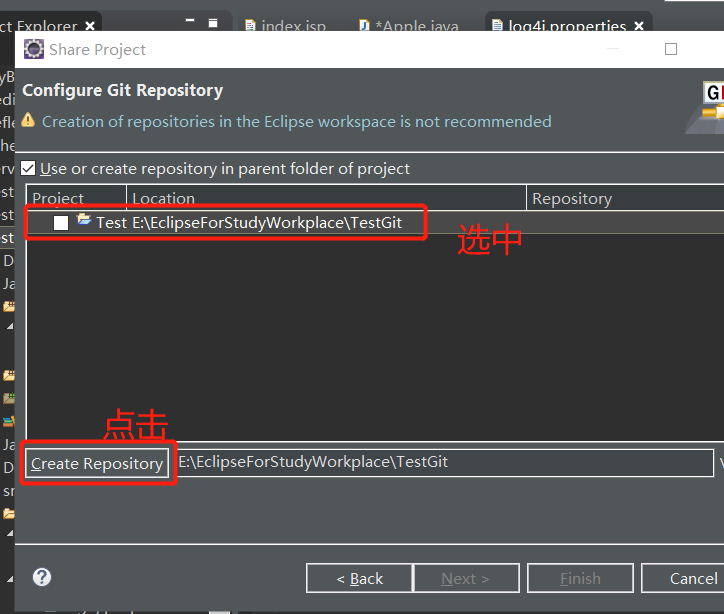 ct Explorer
index.jsp
*Apple.java
log4j.properties
Share Project
Configure Git Repository
Creation of repositories in the Eclipse workspace is not recommended
Use or create repository in parent folder of project
Project Location Repository
Test E:\EclipseForStudyWorkplace\TestGit
选中
点击
Create Repository E:\EclipseForStudyWorkplace\TestGit
< Back Next > Finish Cancel